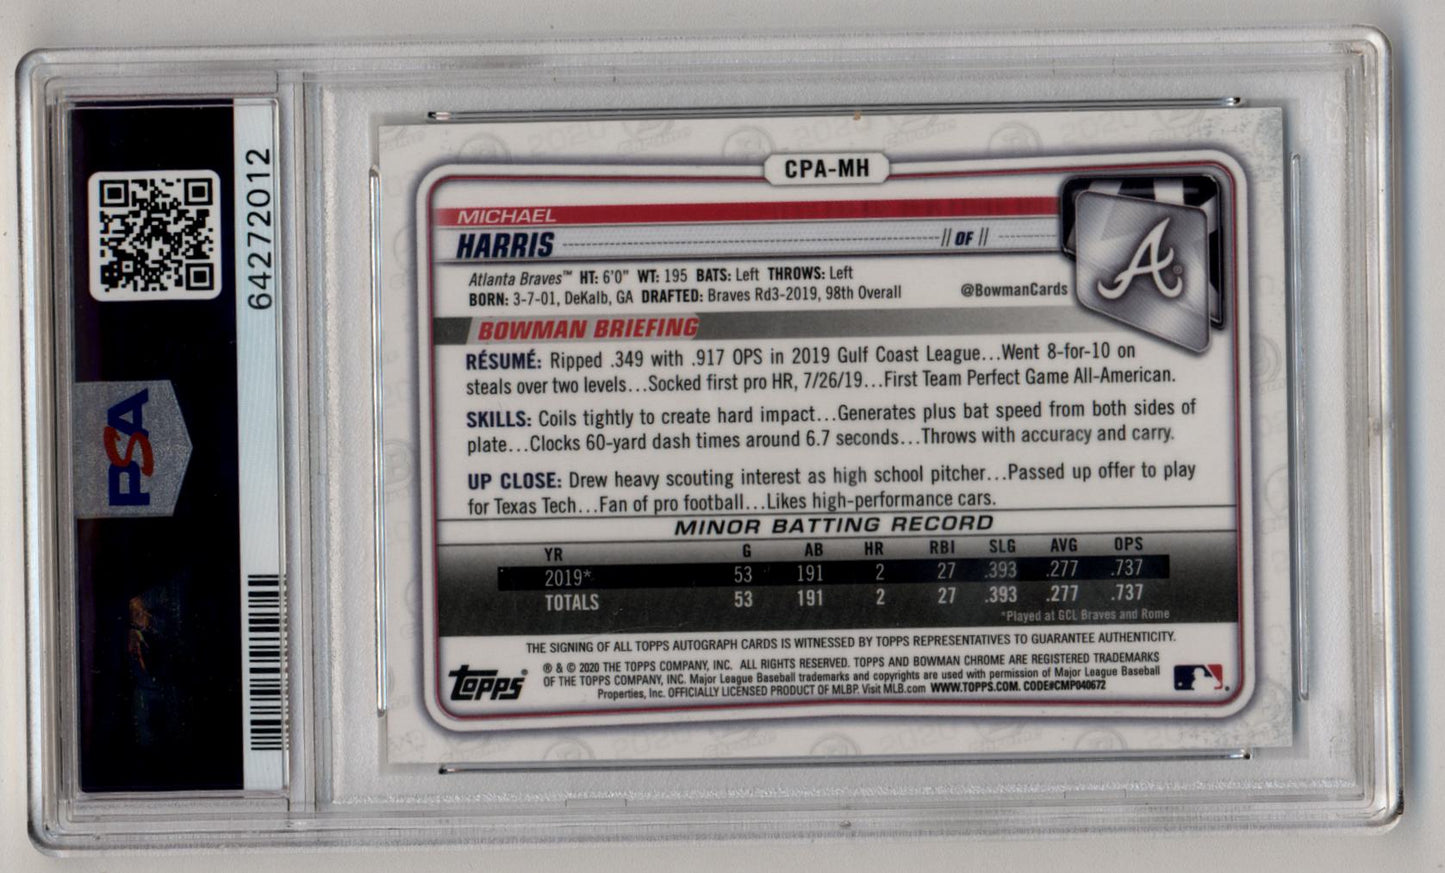 64272012
PSA
CPA-MH
MICHAEL
HARRIS
OF
A
Atlanta Braves™ HT: 6'0" WT: 195 BATS: Left THROWS: Left
BORN: 3-7-01, DeKalb, GA DRAFTED: Braves Rd3-2019, 98th Overall
@BowmanCards
BOWMAN BRIEFING
RÉSUMÉ: Ripped .349 with .917 OPS in 2019 Gulf Coast League...Went 8-for-10 on
steals over two levels...Socked first pro HR, 7/26/19...First Team Perfect Game All-American.
SKILLS: Coils tightly to create hard impact...Generates plus bat speed from both sides of
plate...Clocks 60-yard dash times around 6.7 seconds...Throws with accuracy and carry.
UP CLOSE: Drew heavy scouting interest as high school pitcher...Passed up offer to play
for Texas Tech...Fan of pro football...Likes high-performance cars.
MINOR BATTING RECORD
YR G AB HR RBI SLG AVG OPS
2019* 53 191 2 27 .393 .277 .737
TOTALS 53 191 2 27 .393 .277 .737
*Played at GCL Braves and Rome
THE SIGNING OF ALL TOPPS AUTOGRAPH CARDS IS WITNESSED BY TOPPS REPRESENTATIVES TO GUARANTEE AUTHENTICITY.
Topps®
® & © 2020 THE TOPPS COMPANY, INC. ALL RIGHTS RESERVED. TOPPS AND BOWMAN CHROME ARE REGISTERED TRADEMARKS
OF THE TOPPS COMPANY, INC. Major League Baseball trademarks and copyrights are used with permission of Major League Baseball
Properties, Inc. OFFICIALLY LICENSED PRODUCT OF MLBP. Visit MLB.com WWW.TOPPS.COM. CODE#CMP040672